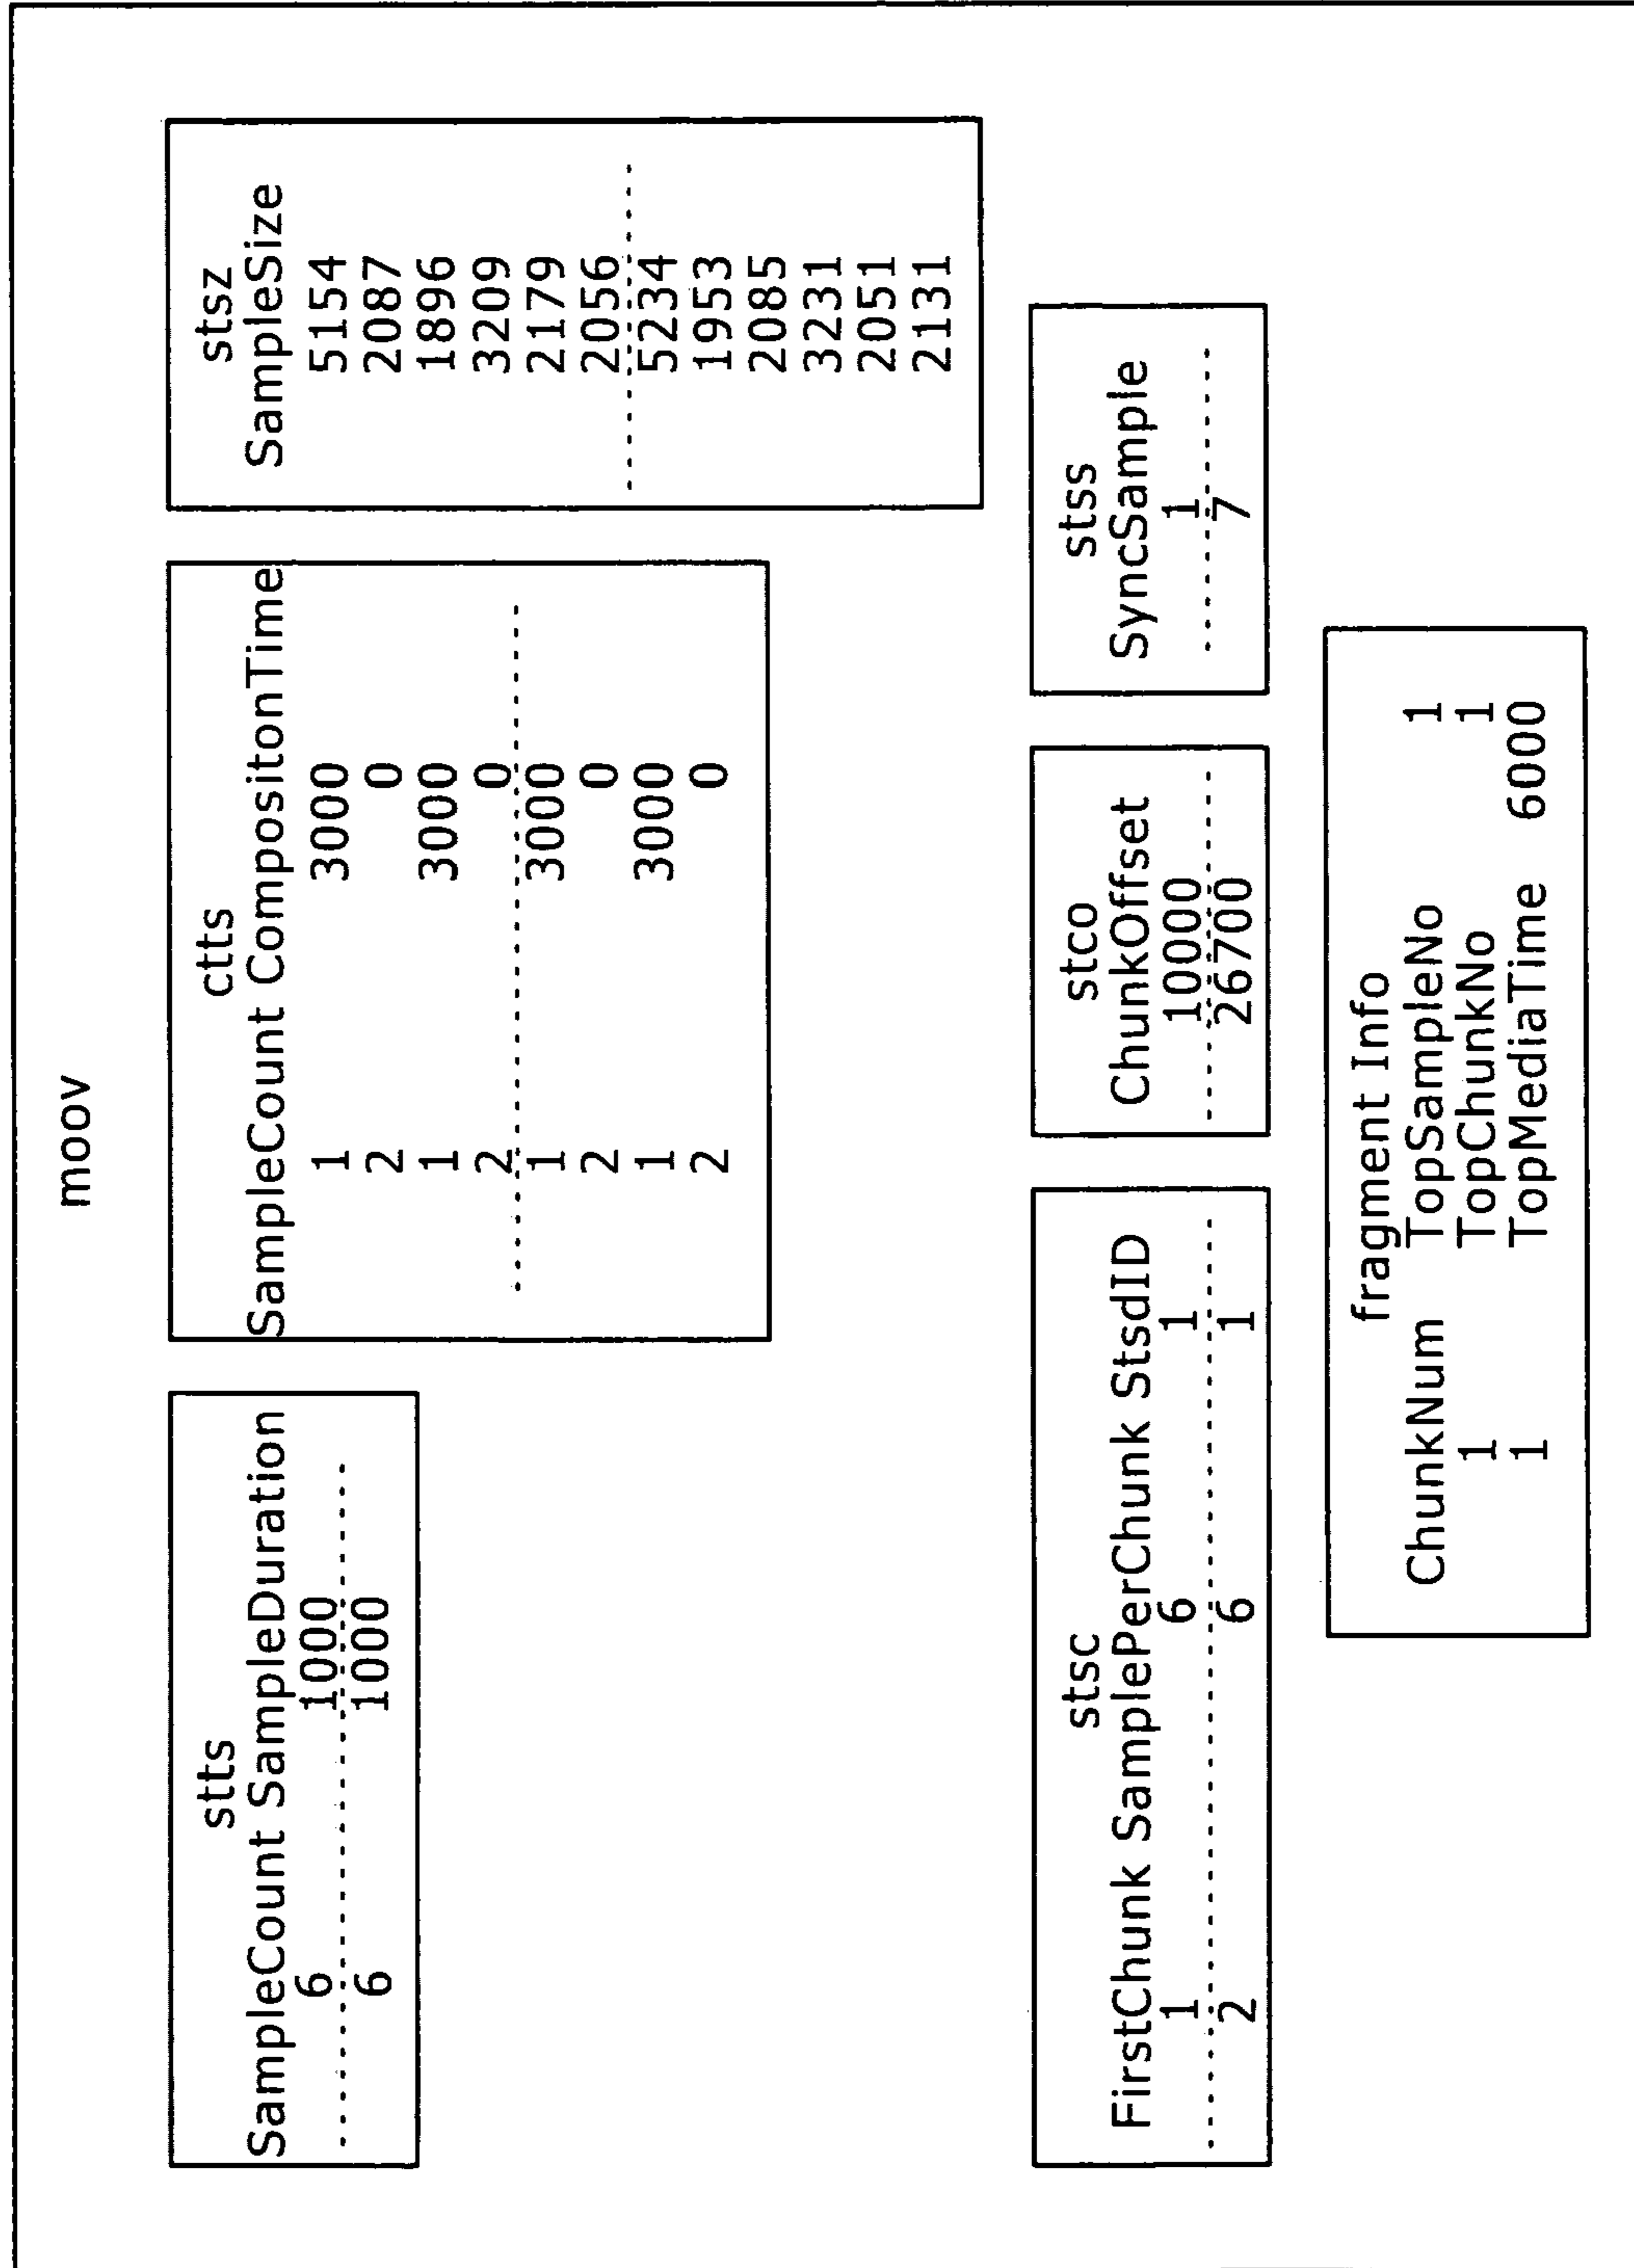 moov
stts
SampleCount SampleDuration
6 1000
6 1000
ctts
SampleCount CompositonTime
1 3000
2 0
1 3000
2 0
1 3000
2 0
1 3000
2 0
stsz
SampleSize
5154
2087
1896
3209
2179
2056
5234
1953
2085
3231
2051
2131
stsc
FirstChunk SamplePerChunk StsdID
1 6 1
2 6 1
stco
ChunkOffset
10000
26700
stss
SyncSample
1
7
fragment Info
ChunkNum TopSampleNo 1
1 TopChunkNo 1
1 TopMediaTime 6000